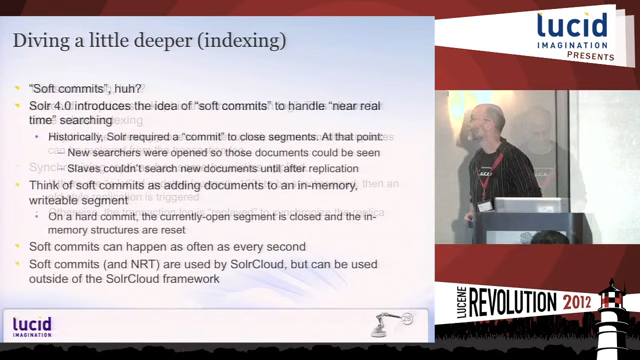 Diving a little deeper (indexing)
"Soft commits", huh?
Solr 4.0 introduces the idea of "soft commits" to handle "near real
time" searching
Historically, Solr required a "commit" to close segments. At that point:
New searchers were opened so those documents could be seen
Slaves couldn't search new documents until after replication
Think of soft commits as adding documents to an in-memory,
writeable segment
On a hard commit, the currently-open segment is closed and the in-
memory structures are reset
Soft commits can happen as often as every second
Soft commits (and NRT) are used by SolrCloud, but can be used
outside of the SolrCloud framework
lucid
IMAGINATION
lucid
IMAGINATION
PRESENTS
LUCENE
REVOLUTION 2012